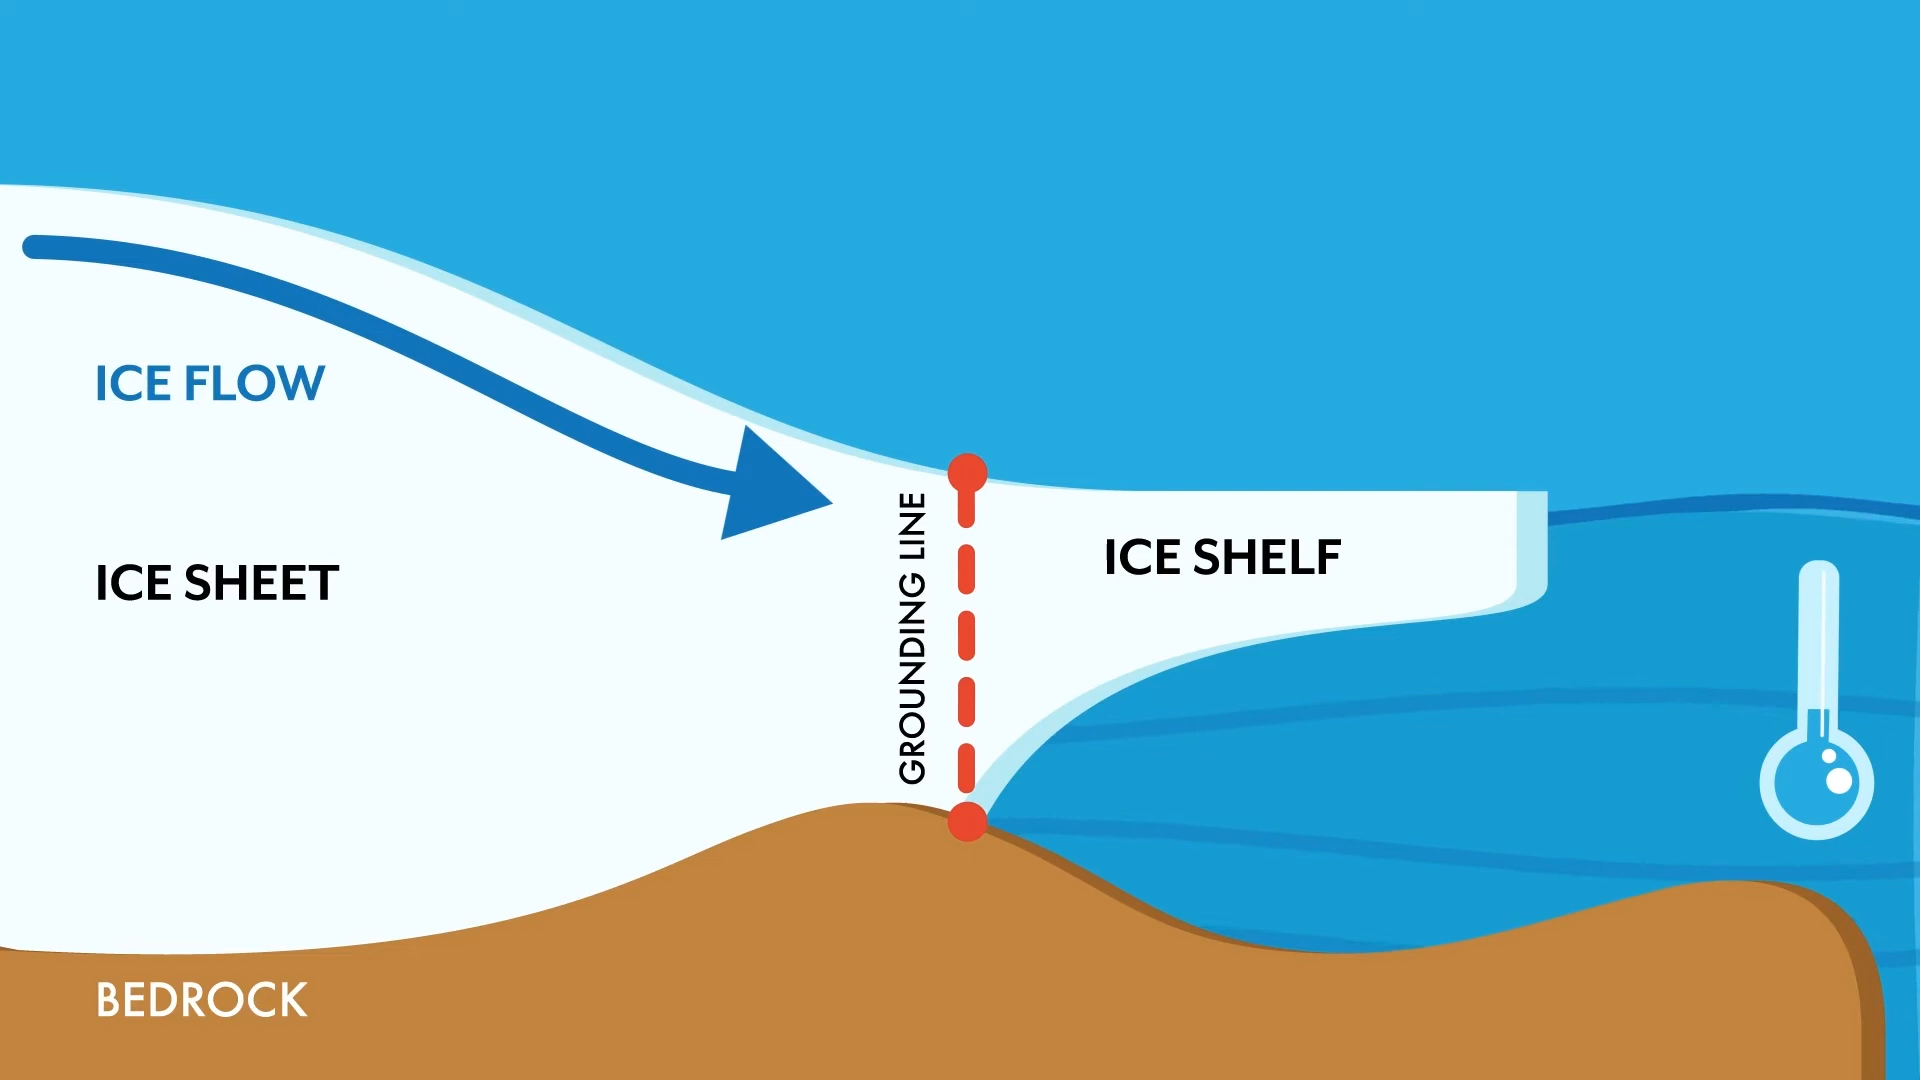 ICE FLOW
ICE SHEET
GROUNDING LINE
ICE SHELF
BEDROCK